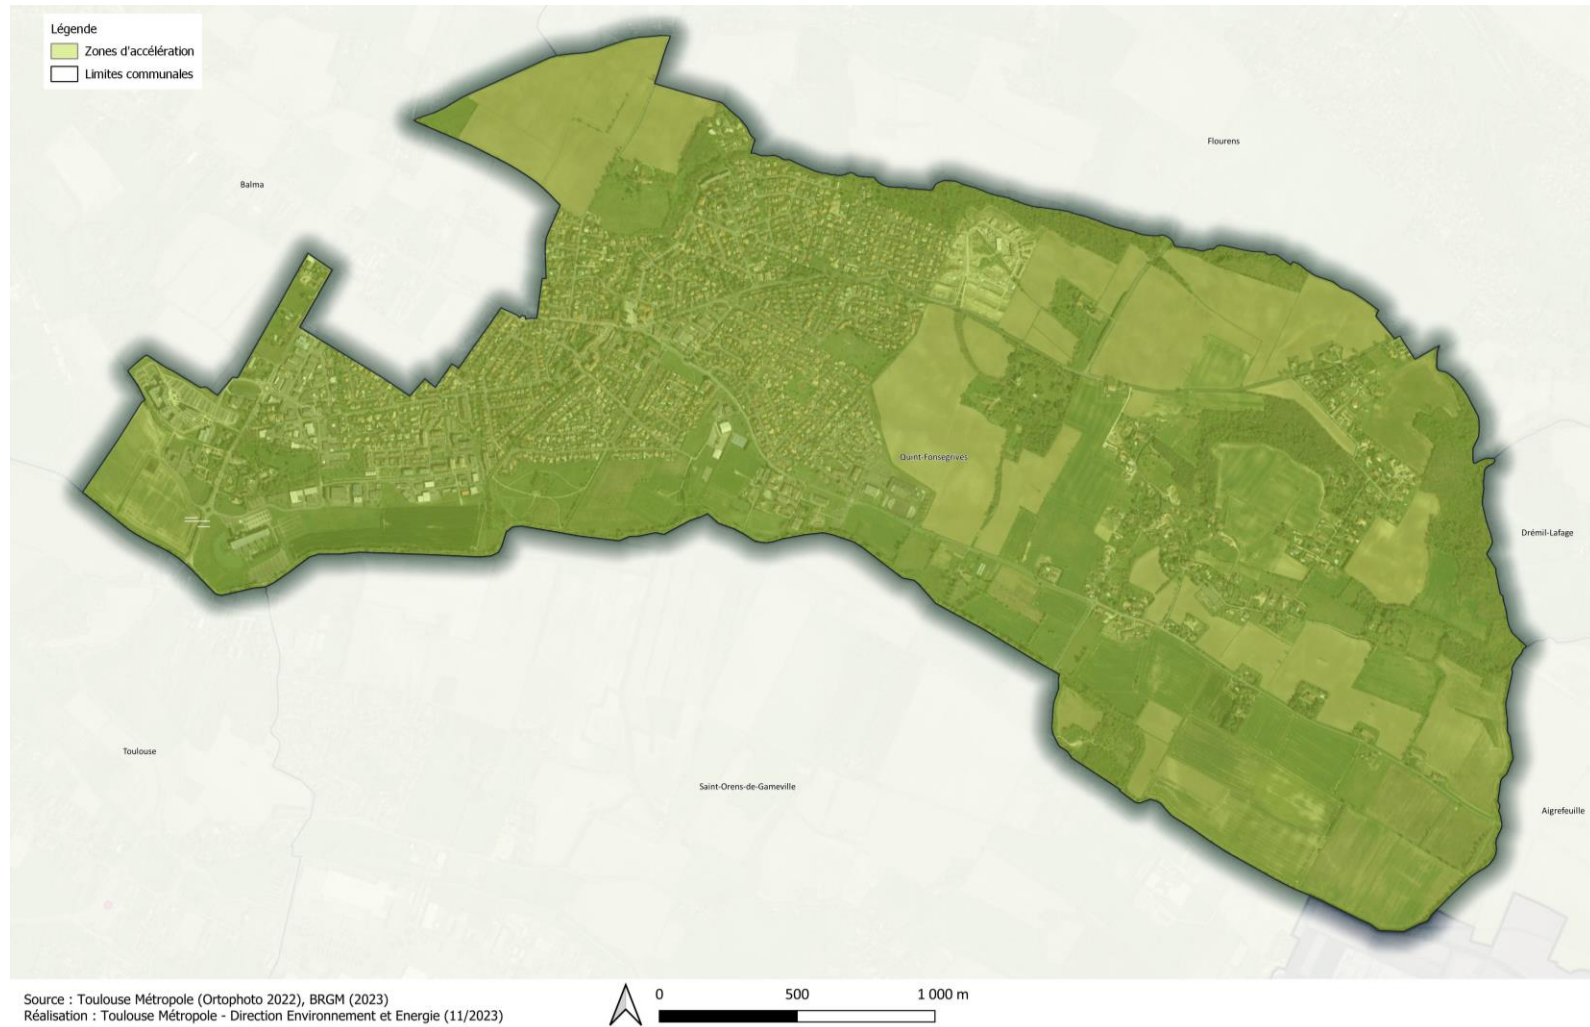 Légende
Zones d'accélération
Limites communales
Flourens
Balma
Quint-Fonsegrives
Drémil-Lafage
Toulouse
Saint-Orens-de-Gameville
Aigrefeuille
Source : Toulouse Métropole (Ortophoto 2022), BRGM (2023)
Réalisation : Toulouse Métropole - Direction Environnement et Energie (11/2023)
0 500 1 000 m